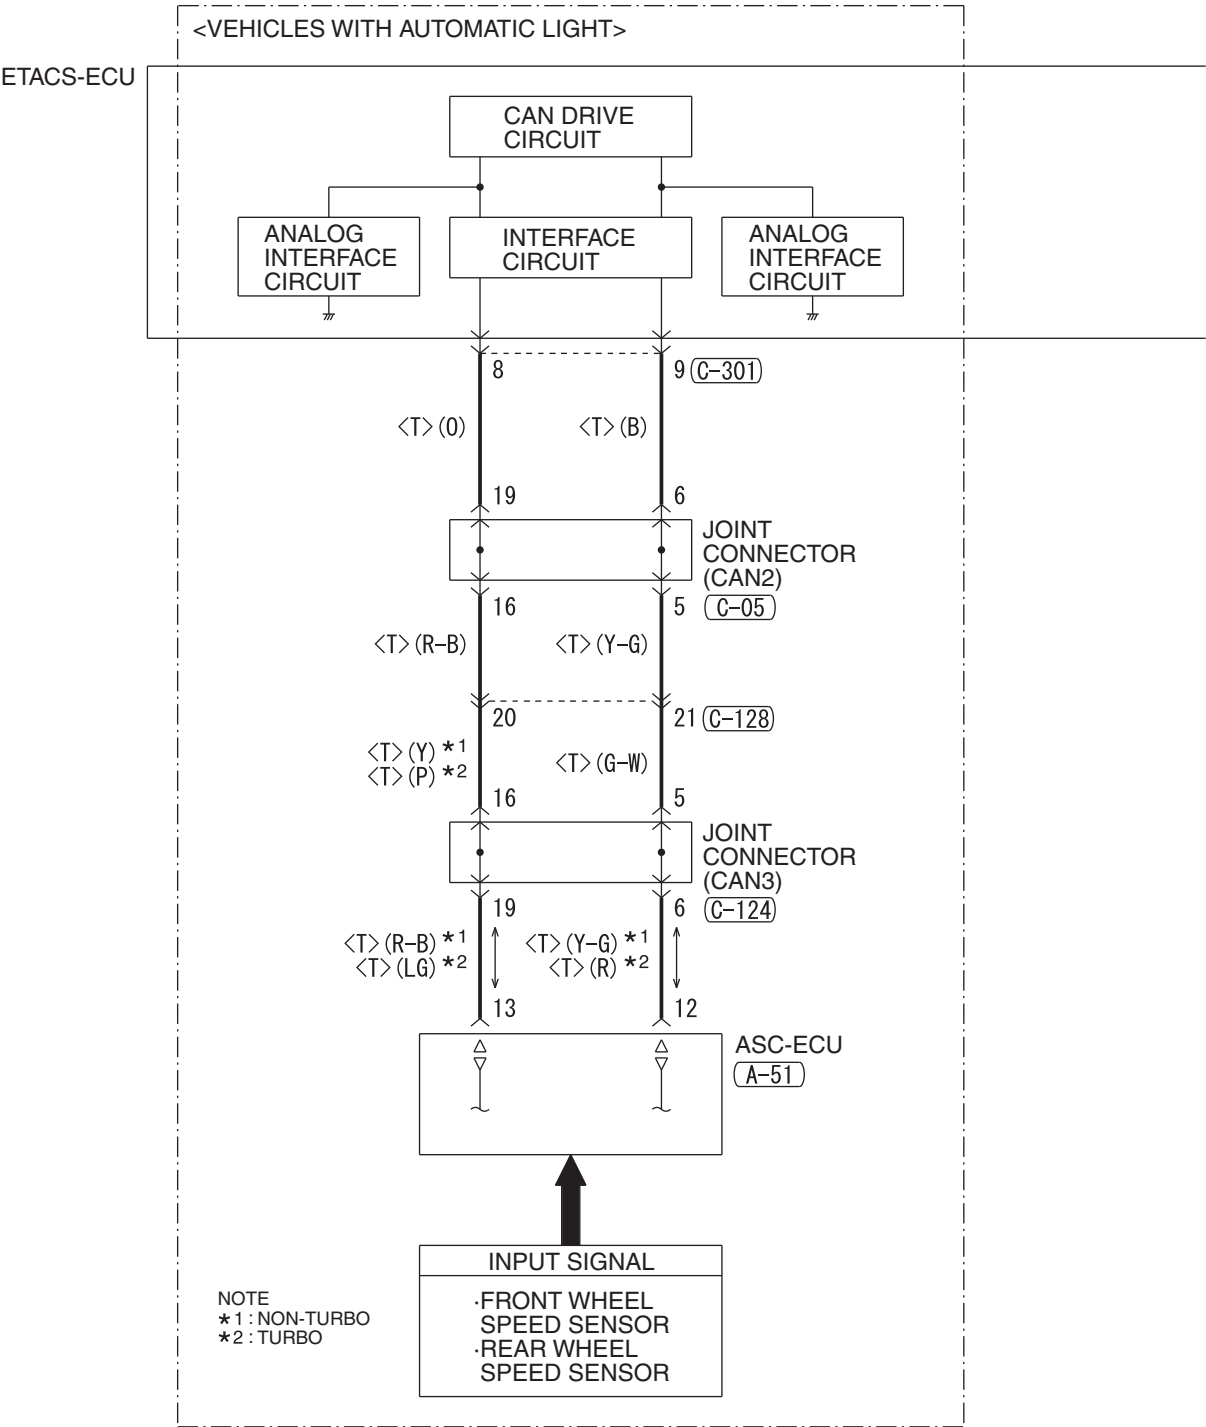 <VEHICLES WITH AUTOMATIC LIGHT>
ETACS-ECU
CAN DRIVE
CIRCUIT
ANALOG
INTERFACE
CIRCUIT
INTERFACE
CIRCUIT
ANALOG
INTERFACE
CIRCUIT
8
9 C-301
<T>(O)
<T>(B)
19
6
JOINT
CONNECTOR
(CAN2)
16
5
C-05
<T>(R-B)
<T>(Y-G)
20
21 C-128
<T>(Y)*1
<T>(P)*2
<T>(G-W)
16
5
JOINT
CONNECTOR
(CAN3)
19
6
C-124
<T>(R-B)*1
<T>(LG)*2
<T>(Y-G)*1
<T>(R)*2
13
12
ASC-ECU
A-51
INPUT SIGNAL
·FRONT WHEEL
SPEED SENSOR
·REAR WHEEL
SPEED SENSOR
NOTE
*1 : NON-TURBO
*2 : TURBO